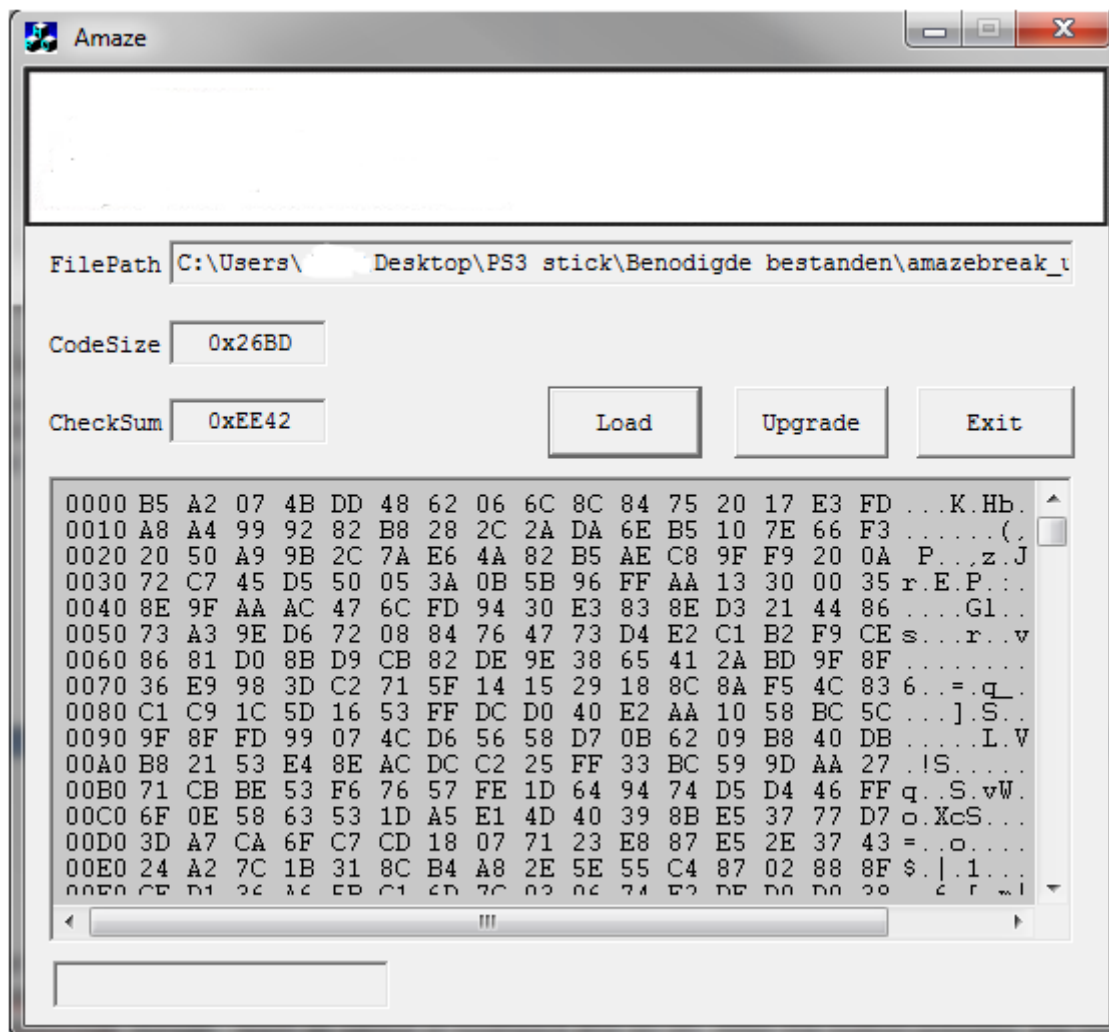 Amaze
FilePath C:\Users\ Desktop\PS3 stick\Benodigde bestanden\amazebreak_u
CodeSize 0x26BD
CheckSum 0xEE42
Load Upgrade Exit
0000 B5 A2 07 4B DD 48 62 06 6C 8C 84 75 20 17 E3 FD ...K.Hb.
0010 A8 A4 99 92 82 B8 28 2C 2A DA 6E B5 10 7E 66 F3 ......(,
0020 20 50 A9 9B 2C 7A E6 4A 82 B5 AE C8 9F F9 20 0A  P..,z.J
0030 72 C7 45 D5 50 05 3A 0B 5B 96 FF AA 13 30 00 35 r.E.P.:.
0040 8E 9F AA AC 47 6C FD 94 30 E3 83 8E D3 21 44 86 ....Gl..
0050 73 A3 9E D6 72 08 84 76 47 73 D4 E2 C1 B2 F9 CE s...r..v
0060 86 81 D0 8B D9 CB 82 DE 9E 38 65 41 2A BD 9F 8F ........
0070 36 E9 98 3D C2 71 5F 14 15 29 18 8C 8A F5 4C 83 6..=.q_.
0080 C1 C9 1C 5D 16 53 FF DC D0 40 E2 AA 10 58 BC 5C ...].S..
0090 9F 8F FD 99 07 4C D6 56 58 D7 0B 62 09 B8 40 DB .....L.V
00A0 B8 21 53 E4 8E AC DC C2 25 FF 33 BC 59 9D AA 27 .!S.....
00B0 71 CB BE 53 F6 76 57 FE 1D 64 94 74 D5 D4 46 FF q..S.vW.
00C0 6F 0E 58 63 53 1D A5 E1 4D 40 39 8B E5 37 77 D7 o.XcS...
00D0 3D A7 CA 6F C7 CD 18 07 71 23 E8 87 E5 2E 37 43 =..o....
00E0 24 A2 7C 1B 31 8C B4 A8 2E 5E 55 C4 87 02 88 8F $.|.1...